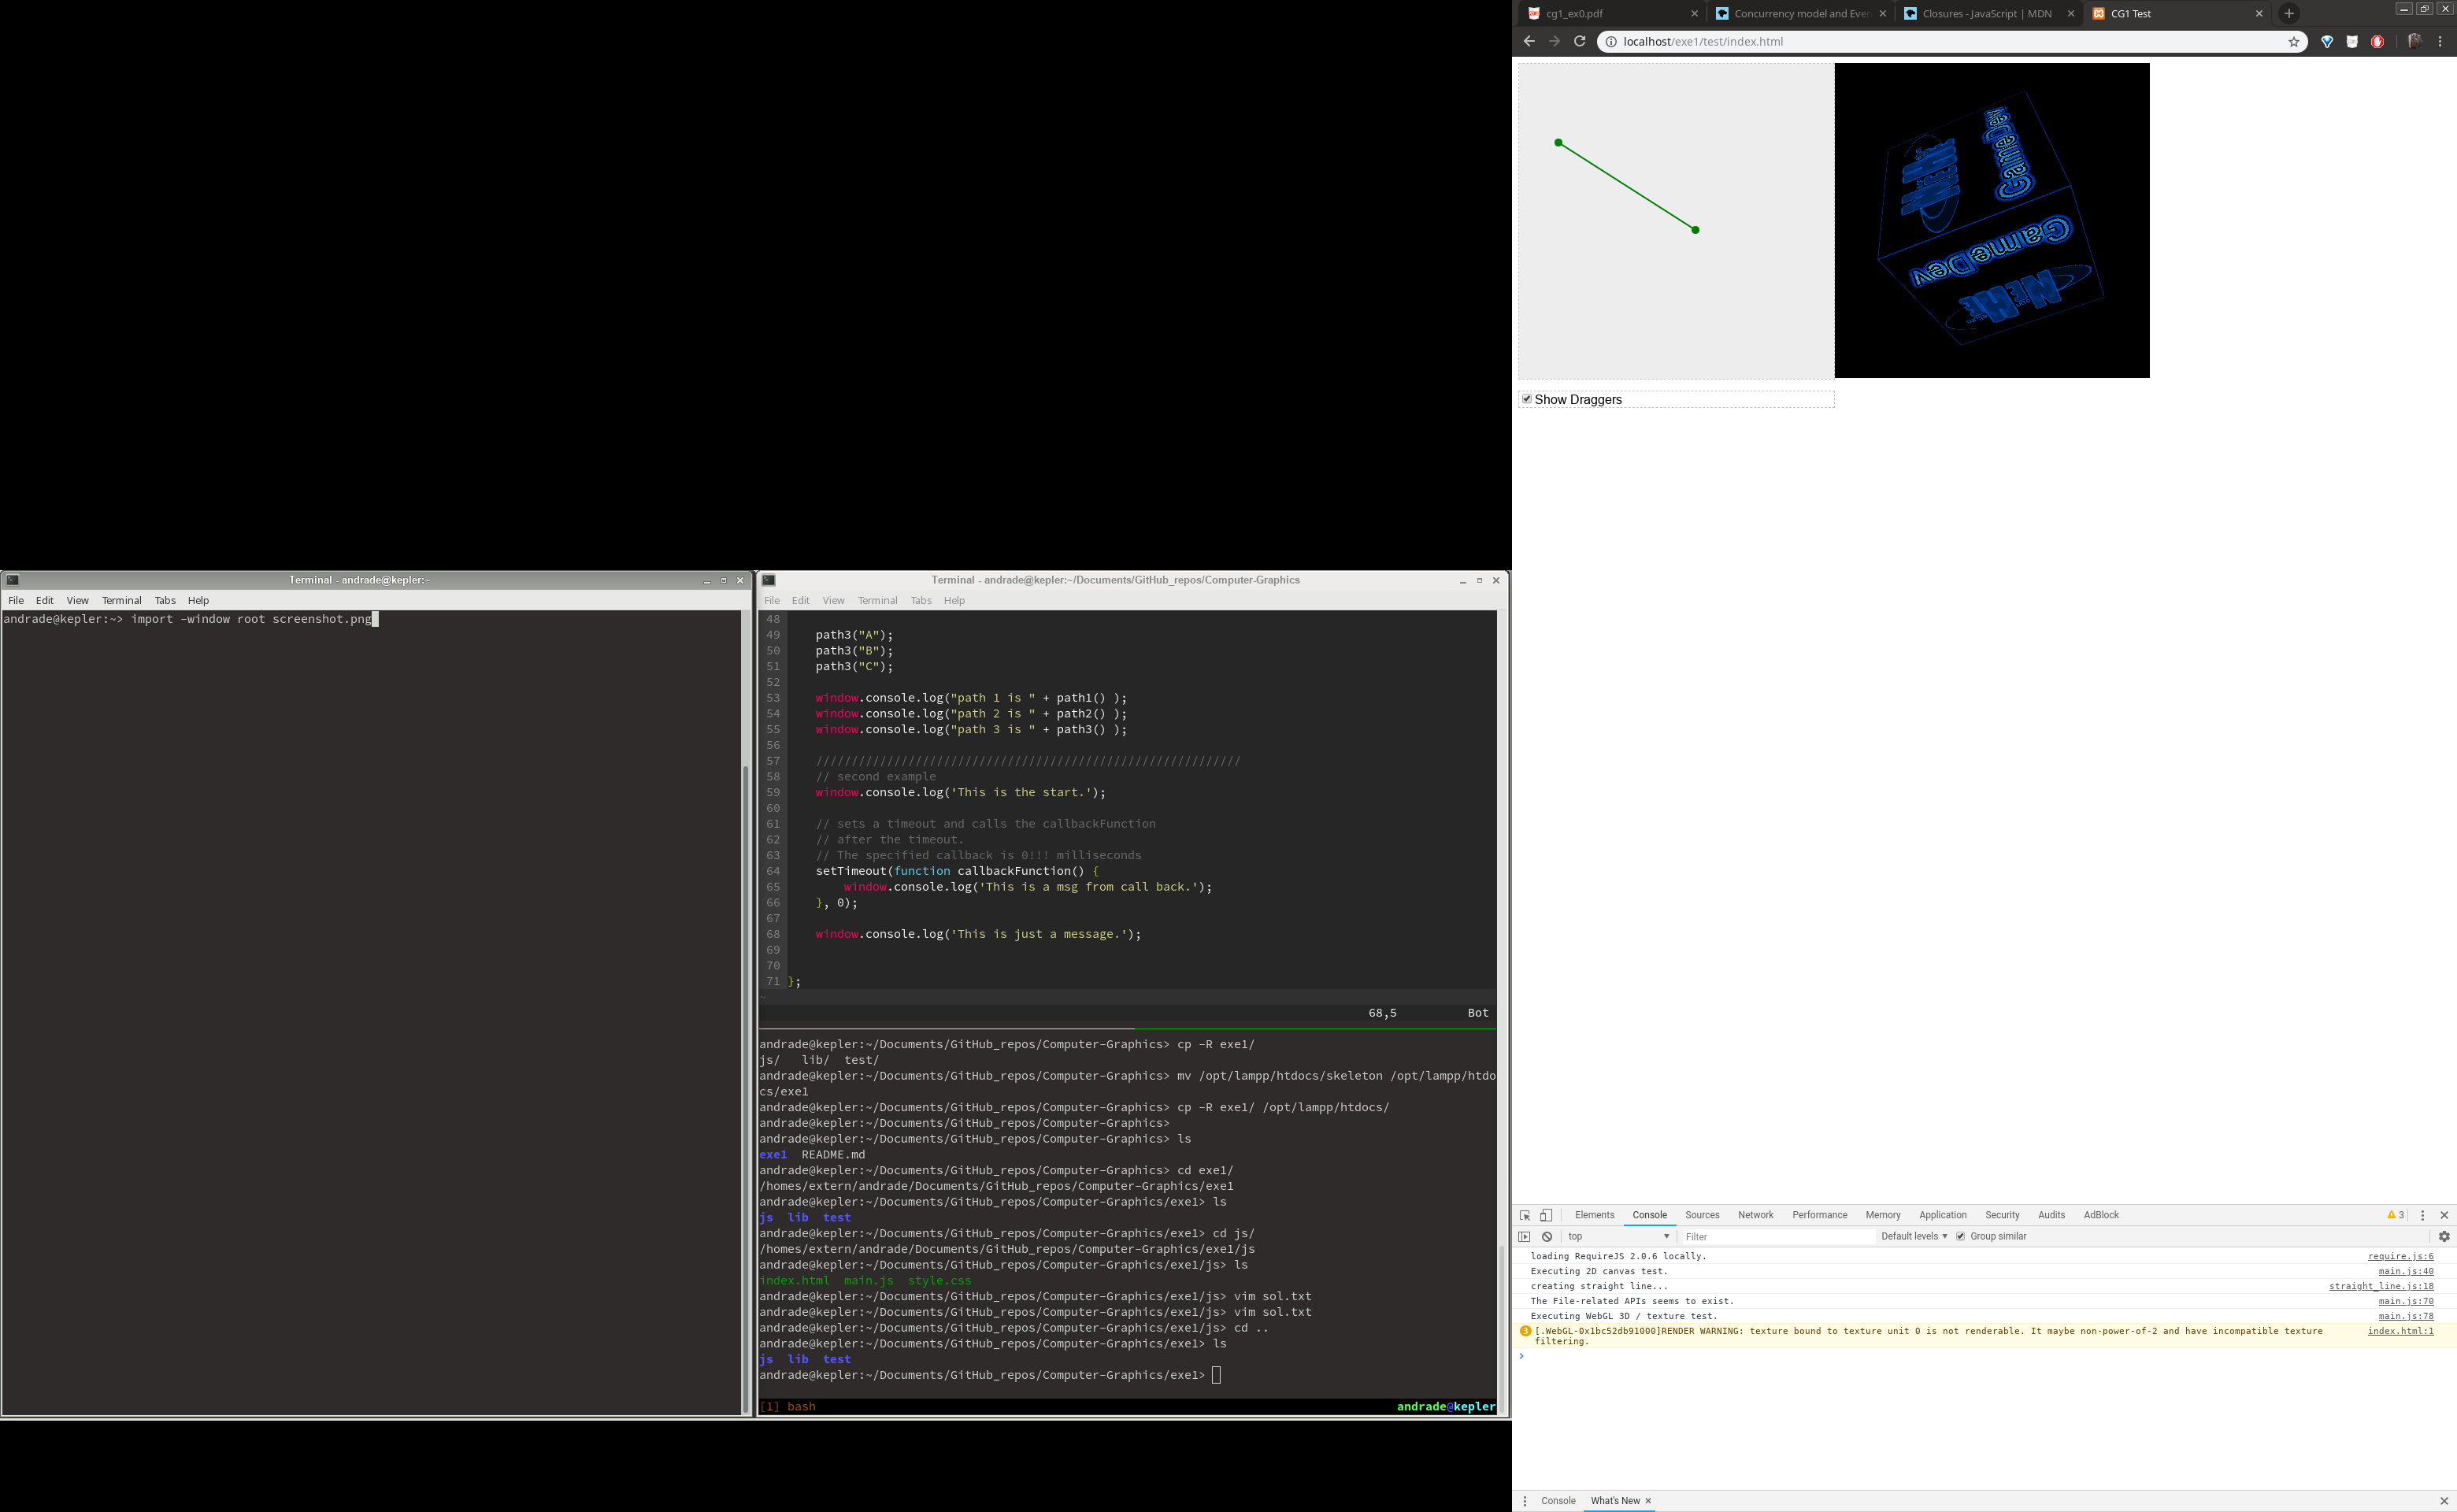 Terminal - andrade@kepler:~
File Edit View Terminal Tabs Help
andrade@kepler:~> import -window root screenshot.png
Terminal - andrade@kepler:~/Documents/GitHub_repos/Computer-Graphics
File Edit View Terminal Tabs Help
48
49 path3("A");
50 path3("B");
51 path3("C");
52
53 window.console.log("path 1 is " + path1() );
54 window.console.log("path 2 is " + path2() );
55 window.console.log("path 3 is " + path3() );
56
57 ////////////////////////////////////////////////////////////
58 // second example
59 window.console.log('This is the start.');
60
61 // sets a timeout and calls the callbackFunction
62 // after the timeout.
63 // The specified callback is 0!!! milliseconds
64 setTimeout(function callbackFunction() {
65 window.console.log('This is a msg from call back.');
66 }, 0);
67
68 window.console.log('This is just a message.');
69
70
71 };
~
68,5 Bot
andrade@kepler:~/Documents/GitHub_repos/Computer-Graphics> cp -R exe1/
js/ lib/ test/
andrade@kepler:~/Documents/GitHub_repos/Computer-Graphics> mv /opt/lampp/htdocs/skeleton /opt/lampp/htdo
cs/exe1
andrade@kepler:~/Documents/GitHub_repos/Computer-Graphics> cp -R exe1/ /opt/lampp/htdocs/
andrade@kepler:~/Documents/GitHub_repos/Computer-Graphics>
andrade@kepler:~/Documents/GitHub_repos/Computer-Graphics> ls
exe1 README.md
andrade@kepler:~/Documents/GitHub_repos/Computer-Graphics> cd exe1/
/homes/extern/andrade/Documents/GitHub_repos/Computer-Graphics/exe1
andrade@kepler:~/Documents/GitHub_repos/Computer-Graphics/exe1> ls
js lib test
andrade@kepler:~/Documents/GitHub_repos/Computer-Graphics/exe1> cd js/
/homes/extern/andrade/Documents/GitHub_repos/Computer-Graphics/exe1/js
andrade@kepler:~/Documents/GitHub_repos/Computer-Graphics/exe1/js> ls
index.html main.js style.css
andrade@kepler:~/Documents/GitHub_repos/Computer-Graphics/exe1/js> vim sol.txt
andrade@kepler:~/Documents/GitHub_repos/Computer-Graphics/exe1/js> vim sol.txt
andrade@kepler:~/Documents/GitHub_repos/Computer-Graphics/exe1/js> cd ..
andrade@kepler:~/Documents/GitHub_repos/Computer-Graphics/exe1> ls
js lib test
andrade@kepler:~/Documents/GitHub_repos/Computer-Graphics/exe1>
[1] bash andrade@kepler
cg1_ex0.pdf Concurrency model and Even Closures - JavaScript | MDN CG1 Test
localhost/exe1/test/index.html
GameDev
NEHE
GameDev
NEHE
Show Draggers
Elements Console Sources Network Performance Memory Application Security Audits AdBlock 3
top Filter Default levels Group similar
loading RequireJS 2.0.6 locally. require.js:6
Executing 2D canvas test. main.js:40
creating straight line... straight_line.js:18
The File-related APIs seems to exist. main.js:70
Executing WebGL 3D / texture test. main.js:78
3 [.WebGL-0x1bc52db91000]RENDER WARNING: texture bound to texture unit 0 is not renderable. It maybe non-power-of-2 and have incompatible texture index.html:1
filtering.
>
Console What's New